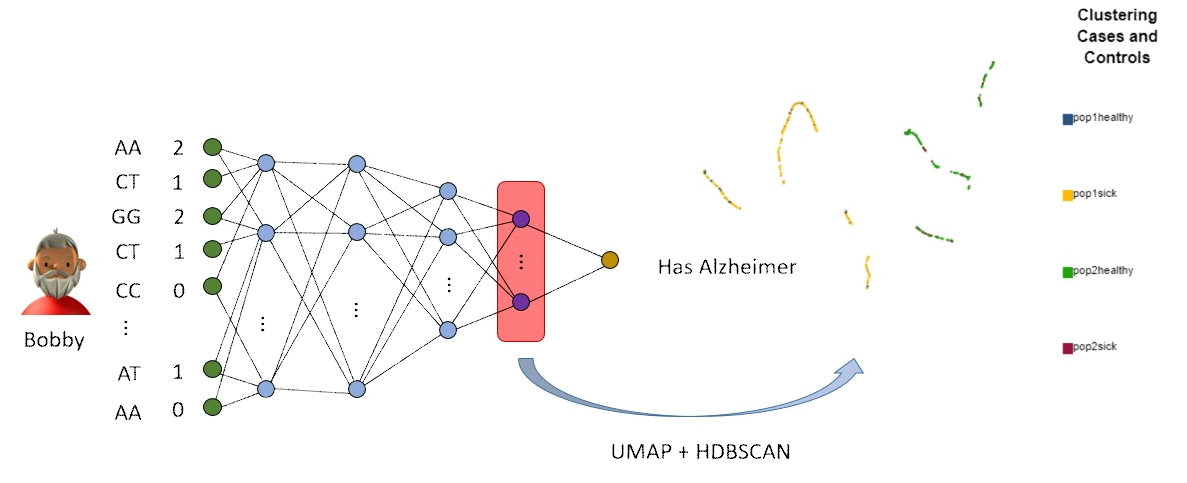 Clustering
Cases and
Controls
AA 2
CT 1
GG 2
CT 1
CC 0
⋮
AT 1
AA 0
Bobby
⋮
⋮
⋮
⋮
Has Alzheimer
UMAP + HDBSCAN
pop1healthy
pop1sick
pop2healthy
pop2sick